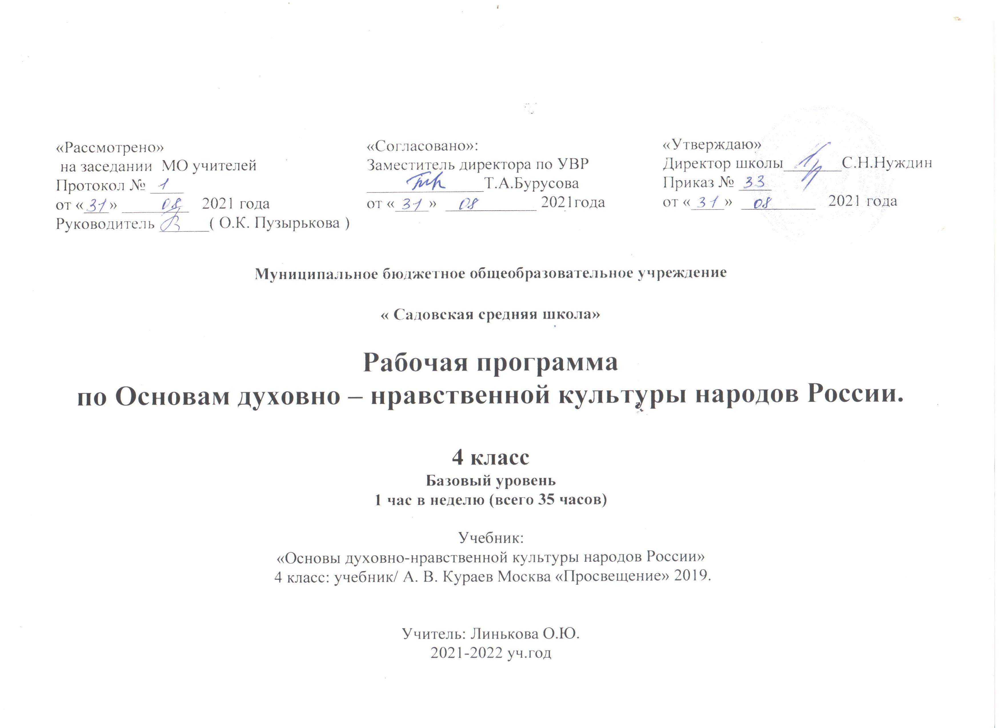 «Рассмотрено»
на заседании МО учителей
Протокол № 1
от «31» 08 2021 года
Руководитель ______( О.К. Пузырькова )
«Согласовано»:
Заместитель директора по УВР
______________Т.А.Бурусова
от «31» 08 2021года
«Утверждаю»
Директор школы_______С.Н.Нуждин
Приказ № 33
от «31» 08 2021 года
Муниципальное бюджетное общеобразовательное учреждение
« Садовская средняя школа»
Рабочая программа
по Основам духовно – нравственной культуры народов России.
4 класс
Базовый уровень
1 час в неделю (всего 35 часов)
Учебник:
«Основы духовно-нравственной культуры народов России»
4 класс: учебник/ А. В. Кураев Москва «Просвещение» 2019.
Учитель: Линькова О.Ю.
2021-2022 уч.год